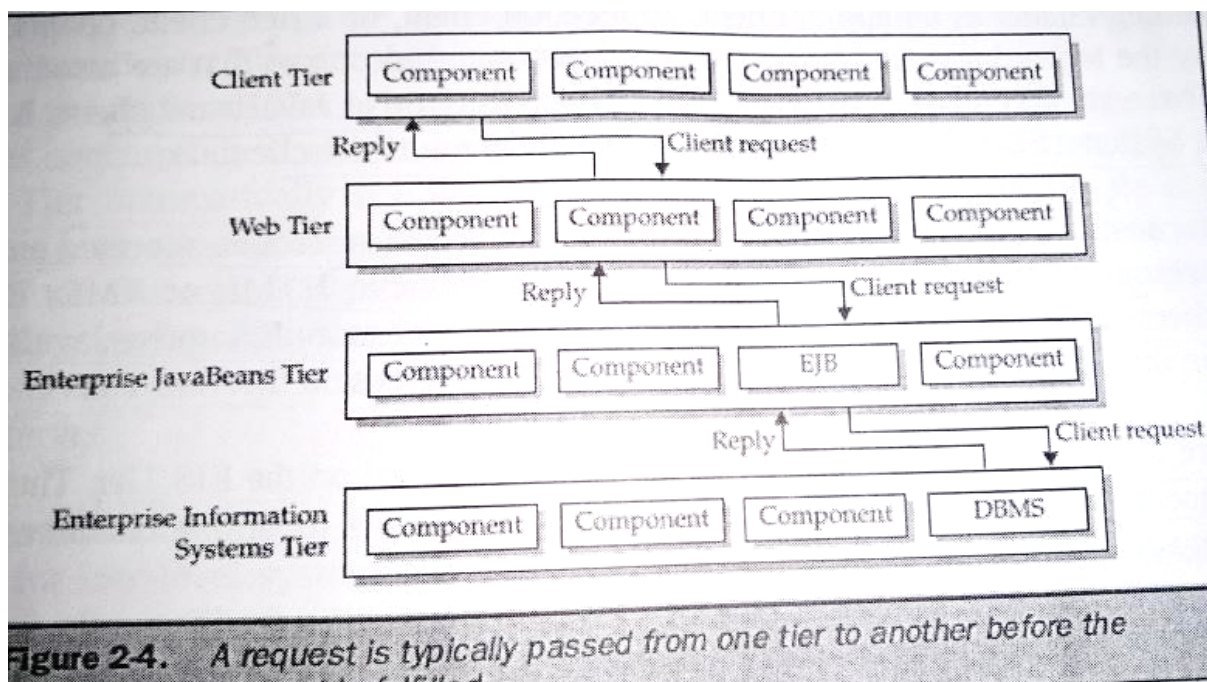 Client Tier Component Component Component Component
Reply Client request
Web Tier Component Component Component Component
Reply Client request
Enterprise JavaBeans Tier Component Component EJB Component
Reply Client request
Enterprise Information
Systems Tier Component Component Component DBMS
Figure 2-4. A request is typically passed from one tier to another before the
fulfilled